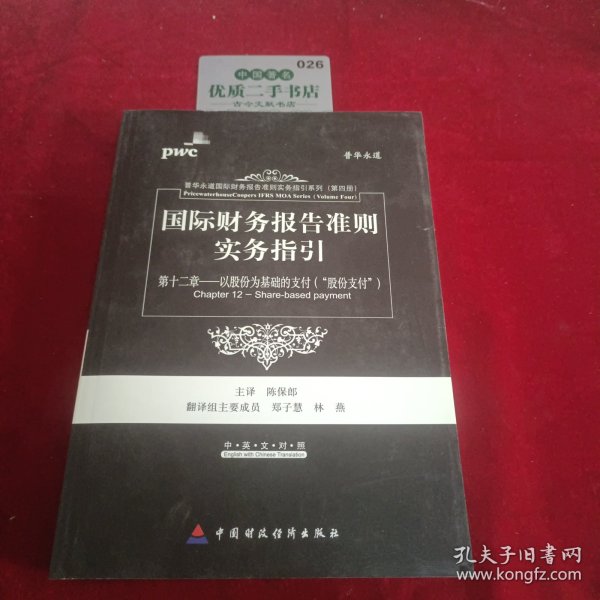 026
中国著名
优质二手书店
古今文献书店
pwc
普华永道
普华永道国际财务报告准则实务指引系列（第四册）
PricewaterhouseCoopers IFRS MOA Series (Volume Four)
国际财务报告准则
实务指引
第十二章——以股份为基础的支付（“股份支付”）
Chapter 12 – Share-based payment
主译 陈保郎
翻译组主要成员 郑子慧 林燕
中·英·文·对·照
English with Chinese Translation
中国财政经济出版社
孔夫子旧书网
www.kongfz.com